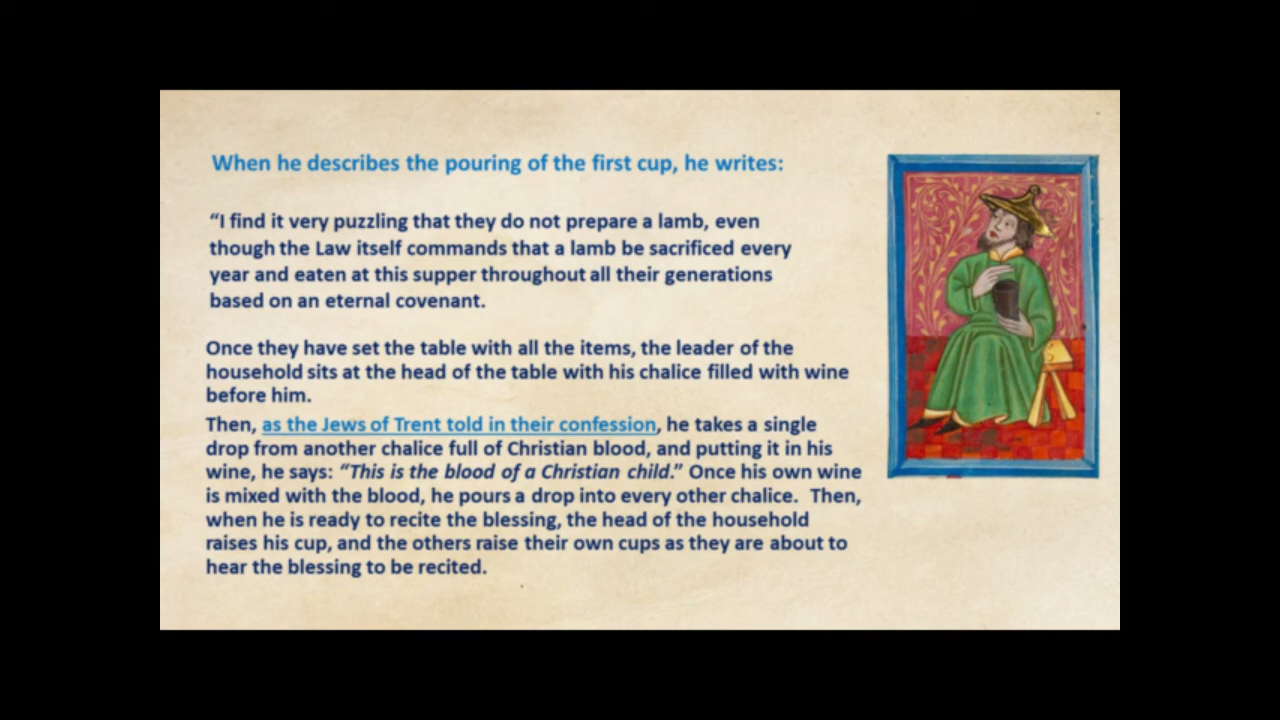 When he describes the pouring of the first cup, he writes:
“I find it very puzzling that they do not prepare a lamb, even
though the Law itself commands that a lamb be sacrificed every
year and eaten at this supper throughout all their generations
based on an eternal covenant.
Once they have set the table with all the items, the leader of the
household sits at the head of the table with his chalice filled with wine
before him.
Then, as the Jews of Trent told in their confession, he takes a single
drop from another chalice full of Christian blood, and putting it in his
wine, he says: “This is the blood of a Christian child.” Once his own wine
is mixed with the blood, he pours a drop into every other chalice. Then,
when he is ready to recite the blessing, the head of the household
raises his cup, and the others raise their own cups as they are about to
hear the blessing to be recited.